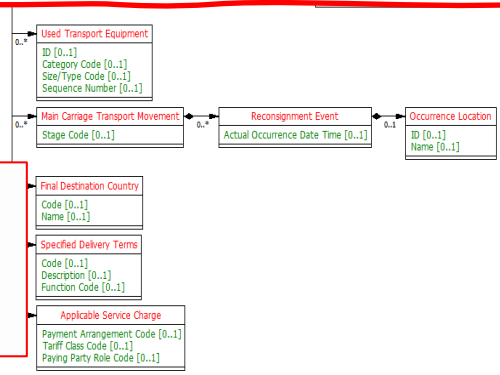 Used Transport Equipment
0..*
ID [0..1]
Category Code [0..1]
Size/Type Code [0..1]
Sequence Number [0..1]
Main Carriage Transport Movement
0..*
Stage Code [0..1]
0..*
Reconsignment Event
Actual Occurrence Date Time [0..1]
0..1
Occurrence Location
ID [0..1]
Name [0..1]
Final Destination Country
Code [0..1]
Name [0..1]
Specified Delivery Terms
Code [0..1]
Description [0..1]
Function Code [0..1]
Applicable Service Charge
Payment Arrangement Code [0..1]
Tariff Class Code [0..1]
Paying Party Role Code [0..1]